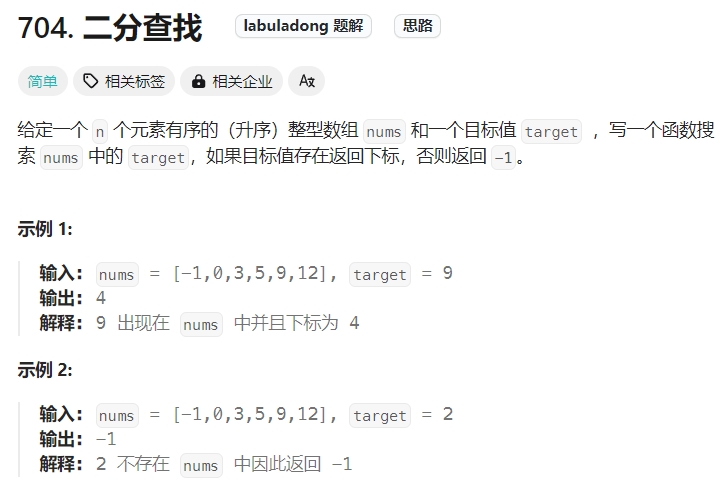 704. 二分查找 labuladong 题解 思路
简单 相关标签 相关企业 Az
给定一个 n 个元素有序的（升序）整型数组 nums 和一个目标值 target ，写一个函数搜
索 nums 中的 target，如果目标值存在返回下标，否则返回 -1。
示例 1:
输入: nums = [-1,0,3,5,9,12], target = 9
输出: 4
解释: 9 出现在 nums 中并且下标为 4
示例 2:
输入: nums = [-1,0,3,5,9,12], target = 2
输出: -1
解释: 2 不存在 nums 中因此返回 -1